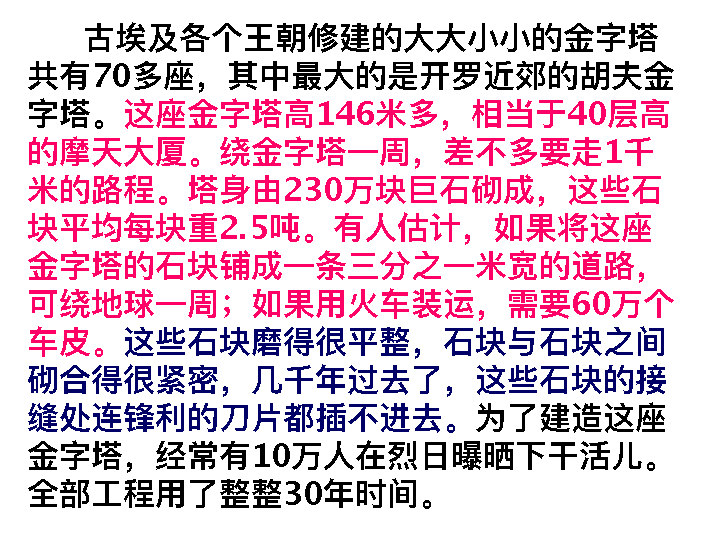 古埃及各个王朝修建的大大小小的金字塔
共有70多座，其中最大的是开罗近郊的胡夫金
字塔。这座金字塔高146米多，相当于40层高
的摩天大厦。绕金字塔一周，差不多要走1千
米的路程。塔身由230万块巨石砌成，这些石
块平均每块重2.5吨。有人估计，如果将这座
金字塔的石块铺成一条三分之一米宽的道路，
可绕地球一周；如果用火车装运，需要60万个
车皮。这些石块磨得很平整，石块与石块之间
砌合得很紧密，几千年过去了，这些石块的接
缝处连锋利的刀片都插不进去。为了建造这座
金字塔，经常有10万人在烈日曝晒下干活儿。
全部工程用了整整30年时间。